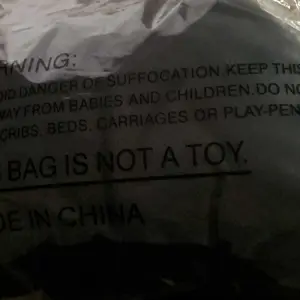 RNING:
OID DANGER OF SUFFOCATION. KEEP THIS
WAY FROM BABIES AND CHILDREN. DO NO
CRIBS, BEDS, CARRIAGES OR PLAY-PEN
BAG IS NOT A TOY.
DE IN CHINA